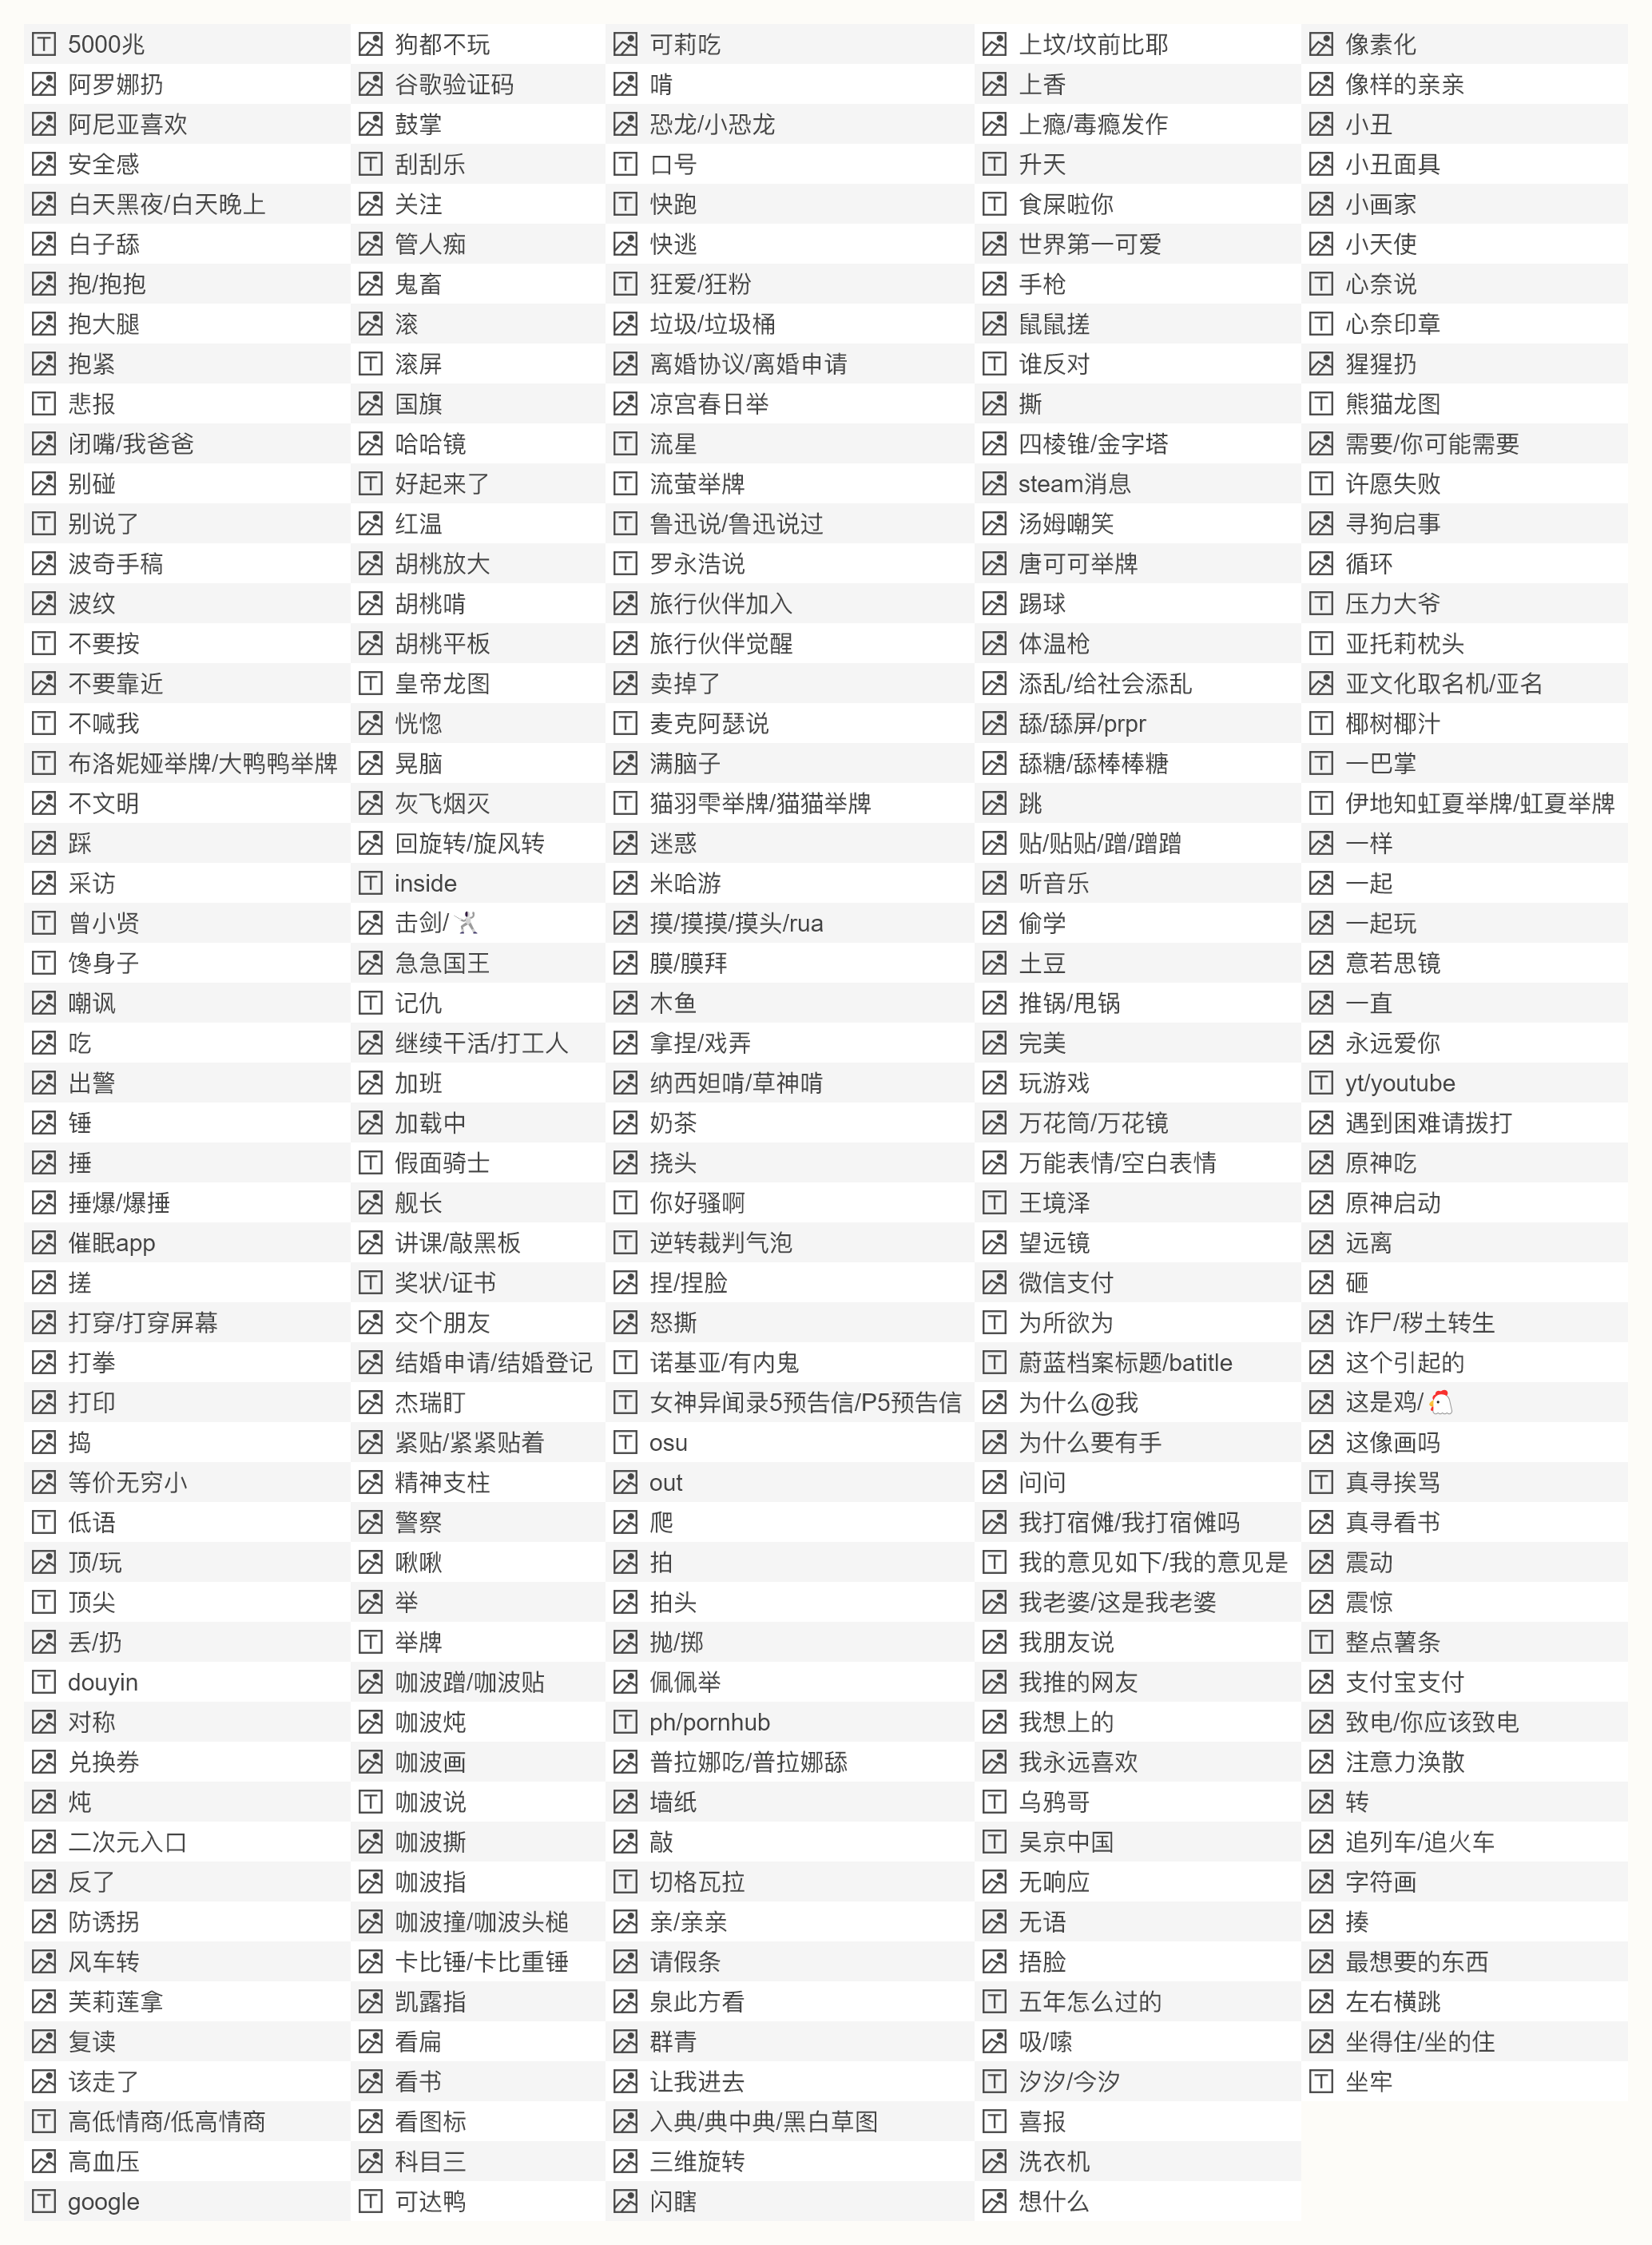 5000兆
阿罗娜扔
阿尼亚喜欢
安全感
白天黑夜/白天晚上
白子舔
抱/抱抱
抱大腿
抱紧
悲报
闭嘴/我爸爸
别碰
别说了
波奇手稿
波纹
不要按
不要靠近
不喊我
布洛妮娅举牌/大鸭鸭举牌
不文明
踩
采访
曾小贤
馋身子
嘲讽
吃
出警
锤
捶
捶爆/爆捶
催眠app
搓
打穿/打穿屏幕
打拳
打印
捣
等价无穷小
低语
顶/玩
顶尖
丢/扔
douyin
对称
兑换券
炖
二次元入口
反了
防诱拐
风车转
芙莉莲拿
复读
该走了
高低情商/低高情商
高血压
google
狗都不玩
谷歌验证码
鼓掌
刮刮乐
关注
管人痴
鬼畜
滚
滚屏
国旗
哈哈镜
好起来了
红温
胡桃放大
胡桃啃
胡桃平板
皇帝龙图
恍惚
晃脑
灰飞烟灭
回旋转/旋风转
inside
击剑/🤺
急急国王
记仇
继续干活/打工人
加班
加载中
假面骑士
舰长
讲课/敲黑板
奖状/证书
交个朋友
结婚申请/结婚登记
杰瑞盯
紧贴/紧紧贴着
精神支柱
警察
啾啾
举
举牌
咖波蹭/咖波贴
咖波炖
咖波画
咖波说
咖波撕
咖波指
咖波撞/咖波头槌
卡比锤/卡比重锤
凯露指
看扁
看书
看图标
科目三
可达鸭
可莉吃
啃
恐龙/小恐龙
口号
快跑
快逃
狂爱/狂粉
垃圾/垃圾桶
离婚协议/离婚申请
凉宫春日举
流星
流萤举牌
鲁迅说/鲁迅说过
罗永浩说
旅行伙伴加入
旅行伙伴觉醒
卖掉了
麦克阿瑟说
满脑子
猫羽雫举牌/猫猫举牌
迷惑
米哈游
摸/摸摸/摸头/rua
膜/膜拜
木鱼
拿捏/戏弄
纳西妲啃/草神啃
奶茶
挠头
你好骚啊
逆转裁判气泡
捏/捏脸
怒撕
诺基亚/有内鬼
女神异闻录5预告信/P5预告信
osu
out
爬
拍
拍头
抛/掷
佩佩举
ph/pornhub
普拉娜吃/普拉娜舔
墙纸
敲
切格瓦拉
亲/亲亲
请假条
泉此方看
群青
让我进去
入典/典中典/黑白草图
三维旋转
闪瞎
上坟/坟前比耶
上香
上瘾/毒瘾发作
升天
食屎啦你
世界第一可爱
手枪
鼠鼠搓
谁反对
撕
四棱锥/金字塔
steam消息
汤姆嘲笑
唐可可举牌
踢球
体温枪
添乱/给社会添乱
舔/舔屏/prpr
舔糖/舔棒棒糖
跳
贴/贴贴/蹭/蹭蹭
听音乐
偷学
土豆
推锅/甩锅
完美
玩游戏
万花筒/万花镜
万能表情/空白表情
王境泽
望远镜
微信支付
为所欲为
蔚蓝档案标题/batitle
为什么@我
为什么要有手
问问
我打宿傩/我打宿傩吗
我的意见如下/我的意见是
我老婆/这是我老婆
我朋友说
我推的网友
我想上的
我永远喜欢
乌鸦哥
吴京中国
无响应
无语
捂脸
五年怎么过的
吸/嗦
汐汐/今汐
喜报
洗衣机
想什么
像素化
像样的亲亲
小丑
小丑面具
小画家
小天使
心奈说
心奈印章
猩猩扔
熊猫龙图
需要/你可能需要
许愿失败
寻狗启事
循环
压力大爷
亚托莉枕头
亚文化取名机/亚名
椰树椰汁
一巴掌
伊地知虹夏举牌/虹夏举牌
一样
一起
一起玩
意若思镜
一直
永远爱你
yt/youtube
遇到困难请拨打
原神吃
原神启动
远离
砸
诈尸/秽土转生
这个引起的
这是鸡/🐔
这像画吗
真寻挨骂
真寻看书
震动
震惊
整点薯条
支付宝支付
致电/你应该致电
注意力涣散
转
追列车/追火车
字符画
揍
最想要的东西
左右横跳
坐得住/坐的住
坐牢